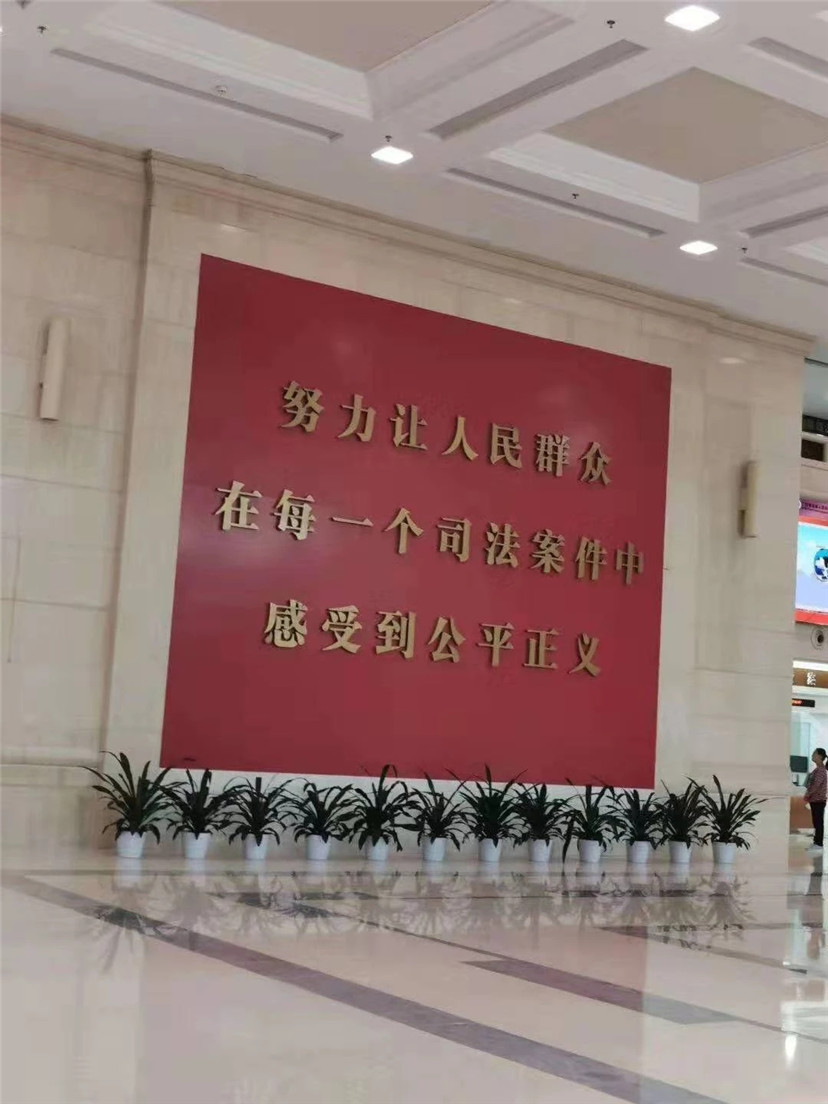 努力让人民群众
在每一个司法案件中
感受到公平正义